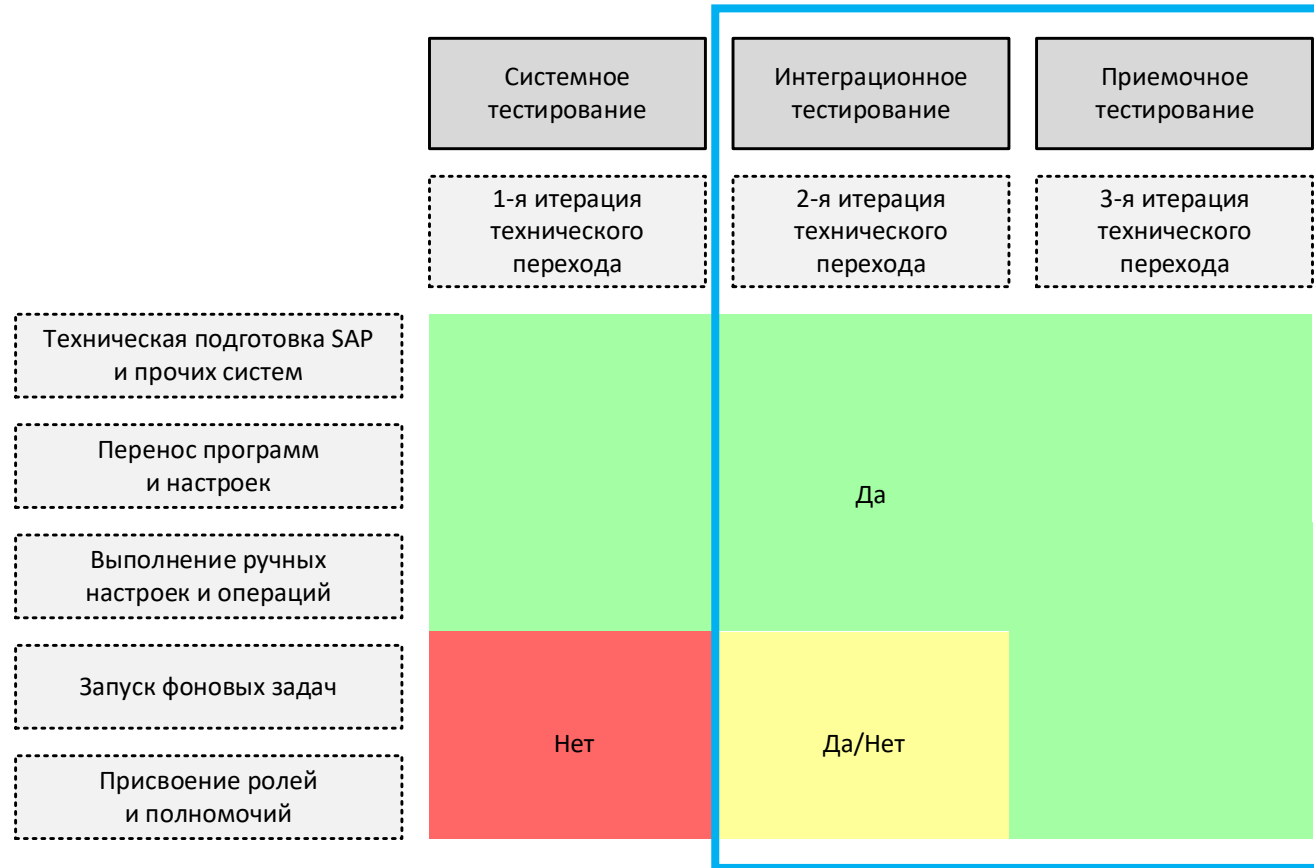 Системное
тестирование
Интеграционное
тестирование
Приемочное
тестирование
1-я итерация
технического
перехода
2-я итерация
технического
перехода
3-я итерация
технического
перехода
Техническая подготовка SAP
и прочих систем
Перенос программ
и настроек
Да
Выполнение ручных
настроек и операций
Запуск фоновых задач
Нет
Да/Нет
Присвоение ролей
и полномочий